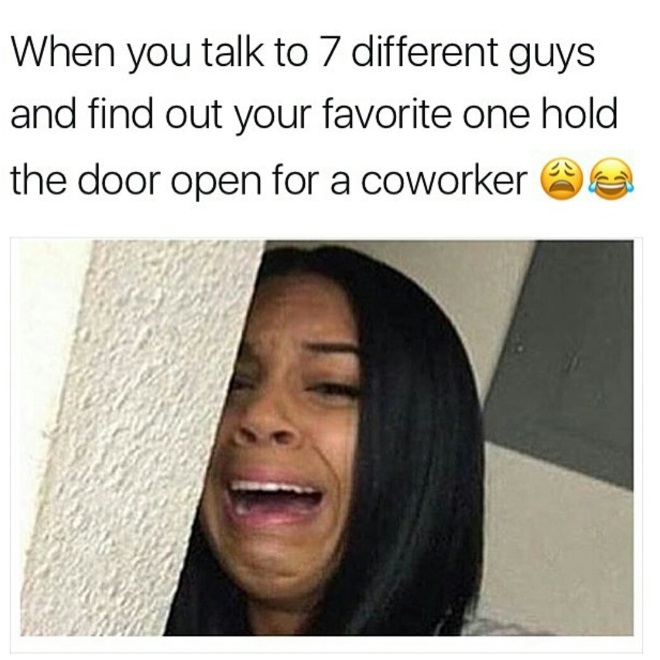 When you talk to 7 different guys
and find out your favorite one hold
the door open for a coworker 😩😂